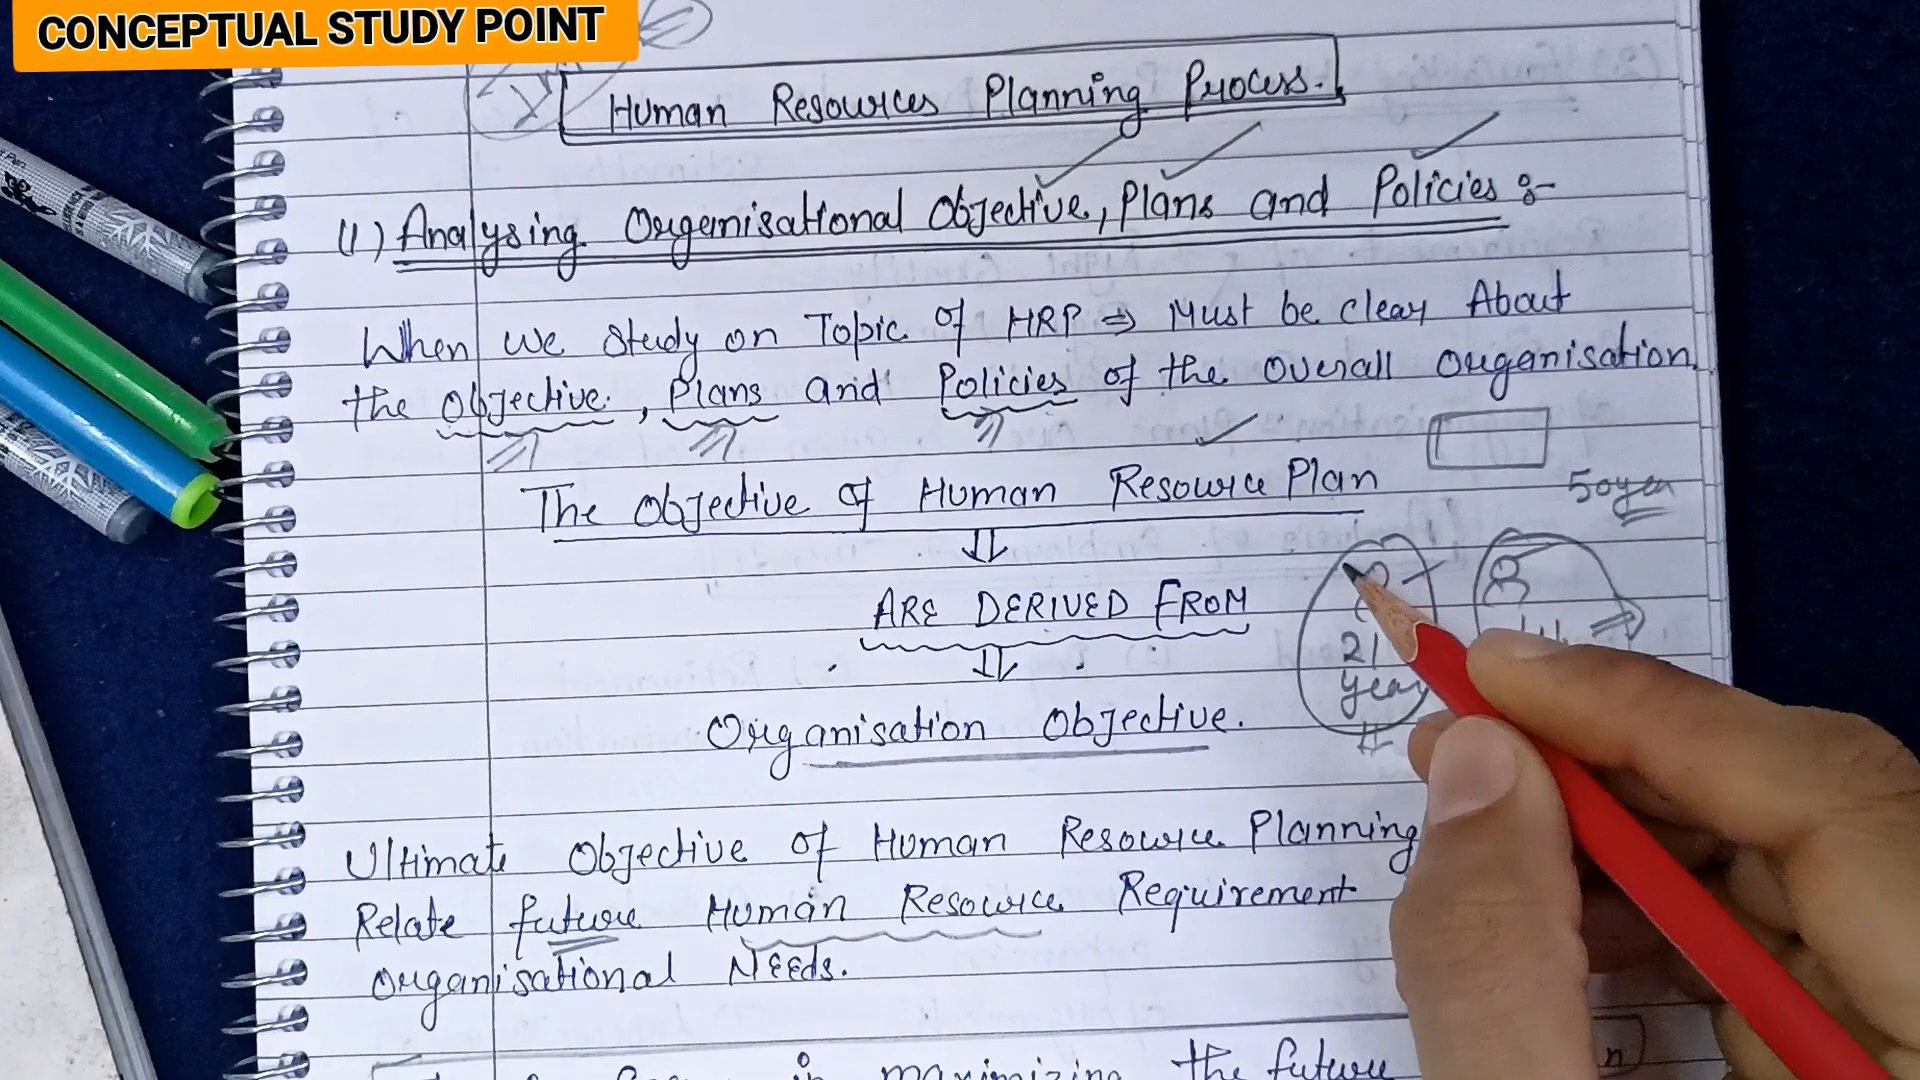 CONCEPTUAL STUDY POINT
Human Resources Planning Process.
(1) Analysing Organisational Objective, Plans and Policies :-
When we study on Topic of HRP ⇒ Must be clear About
the Objective, Plans and Policies of the overall organisation.
The Objective of Human Resource Plan
50 year
ARE DERIVED FROM
21
year
Organisation Objective.
Ultimate Objective of Human Resource Planning
Relate future Human Resource Requirement
organisational NEEds.
in maximizing the future